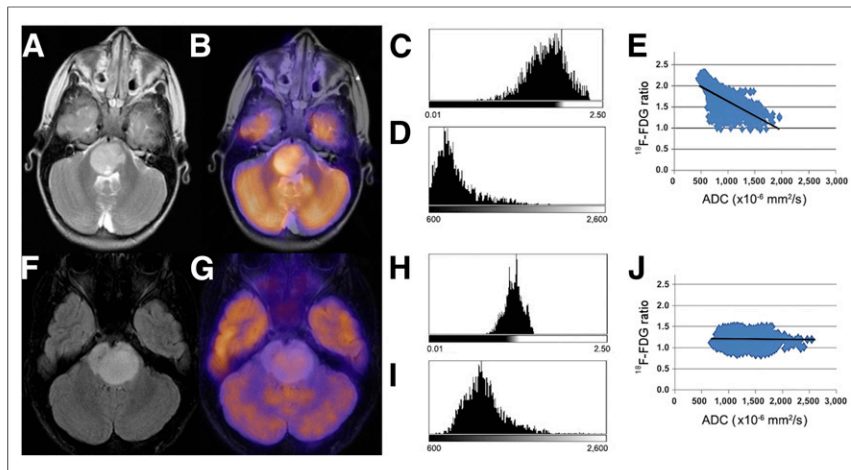 A
B
C
0.01 2.50
D
600 2,600
E
¹⁸F-FDG ratio
2.5
2.0
1.5
1.0
0.5
0.0
0 500 1,000 1,500 2,000 2,500 3,000
ADC (x10⁻⁶ mm²/s)
F
G
H
0.01 2.50
I
600 2,600
J
¹⁸F-FDG ratio
2.5
2.0
1.5
1.0
0.5
0.0
0 500 1,000 1,500 2,000 2,500 3,000
ADC (x10⁻⁶ mm²/s)